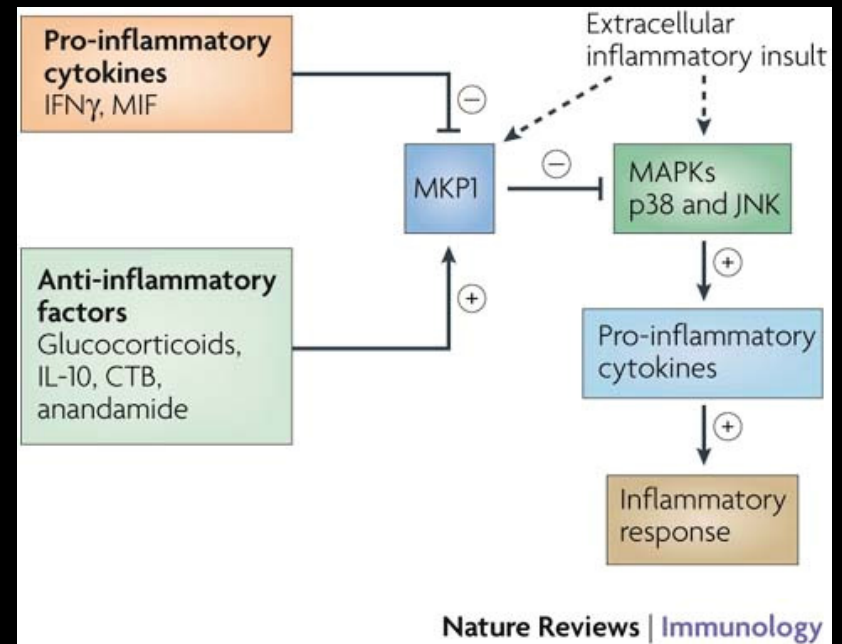 Pro-inflammatory
cytokines
IFNγ, MIF
Extracellular
inflammatory insult
−
MKP1
−
MAPKs
p38 and JNK
Anti-inflammatory
factors
Glucocorticoids,
IL-10, CTB,
anandamide
+
+
Pro-inflammatory
cytokines
+
Inflammatory
response
Nature Reviews | Immunology